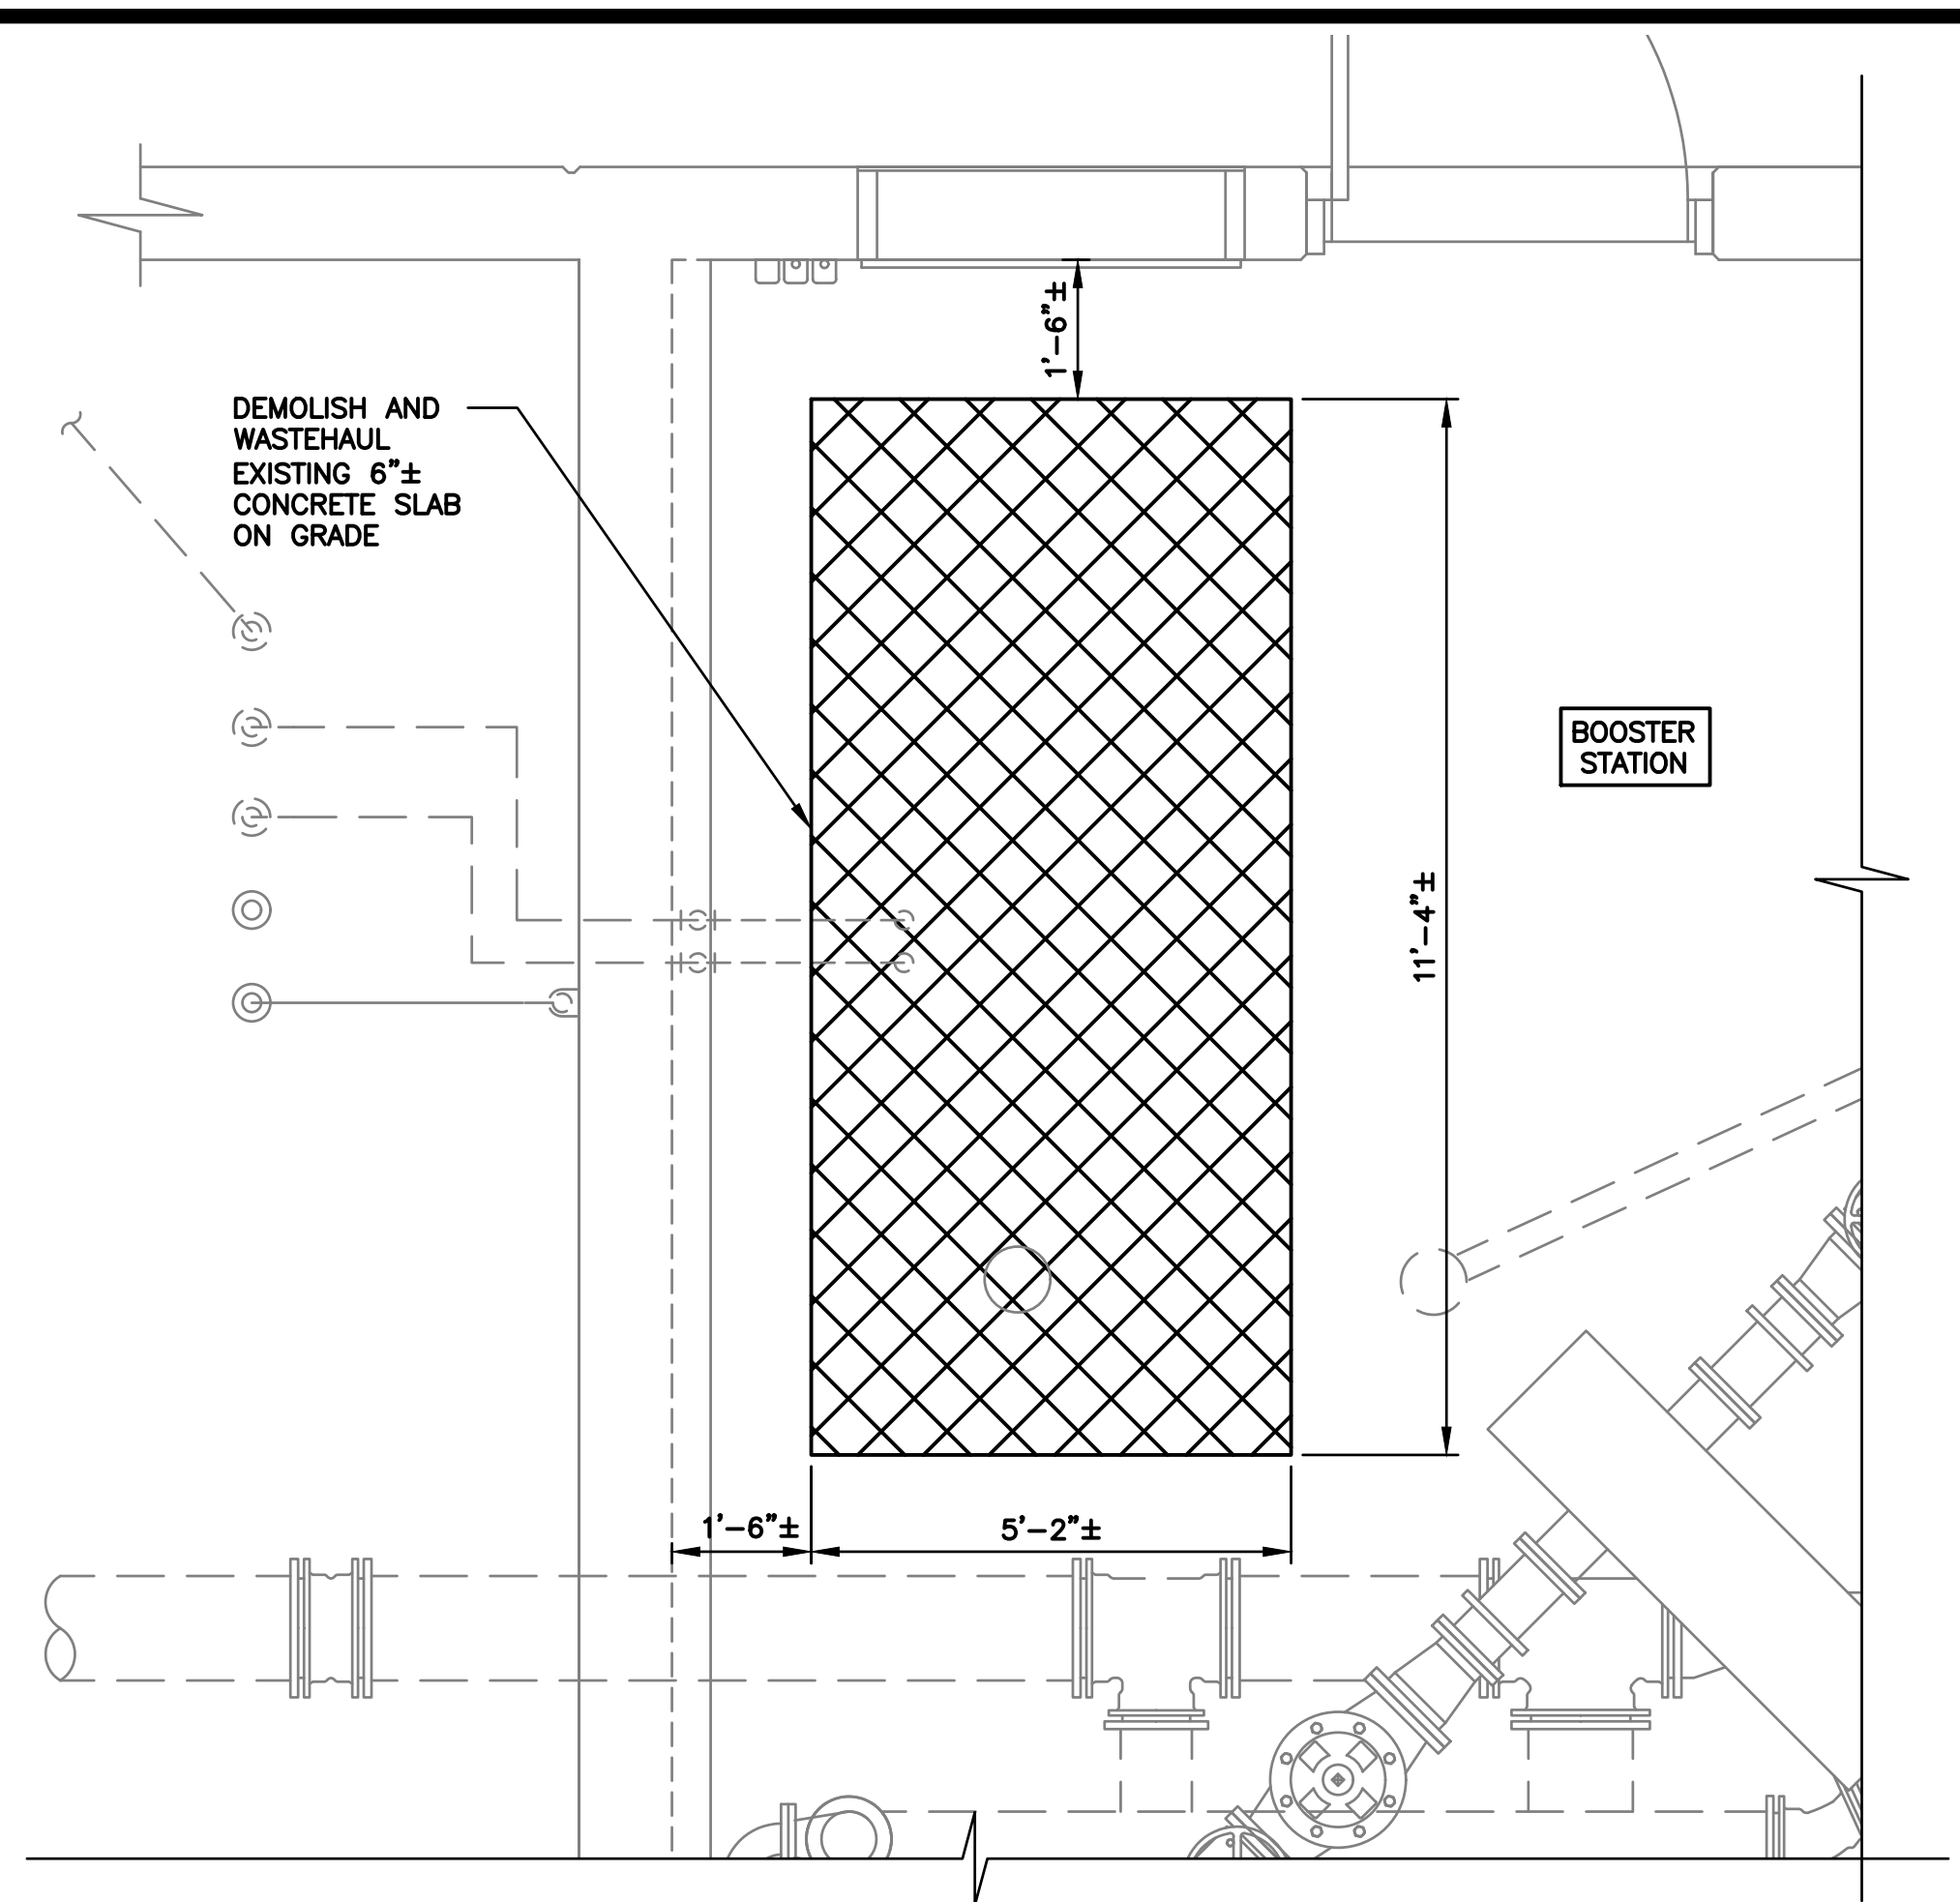 1'-6"±
DEMOLISH AND
WASTEHAUL
EXISTING 6"±
CONCRETE SLAB
ON GRADE
BOOSTER
STATION
11'-4"±
1'-6"±
5'-2"±